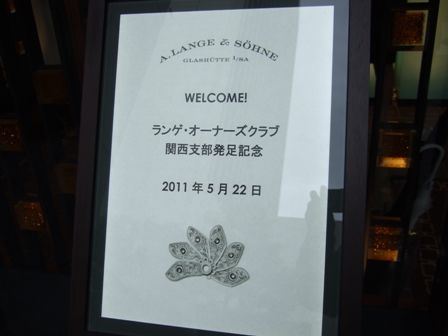 A. LANGE & SÖHNE
GLASHÜTTE I/SA
WELCOME!
ランゲ・オーナーズクラブ
関西支部発足記念
2011 年 5 月 22 日